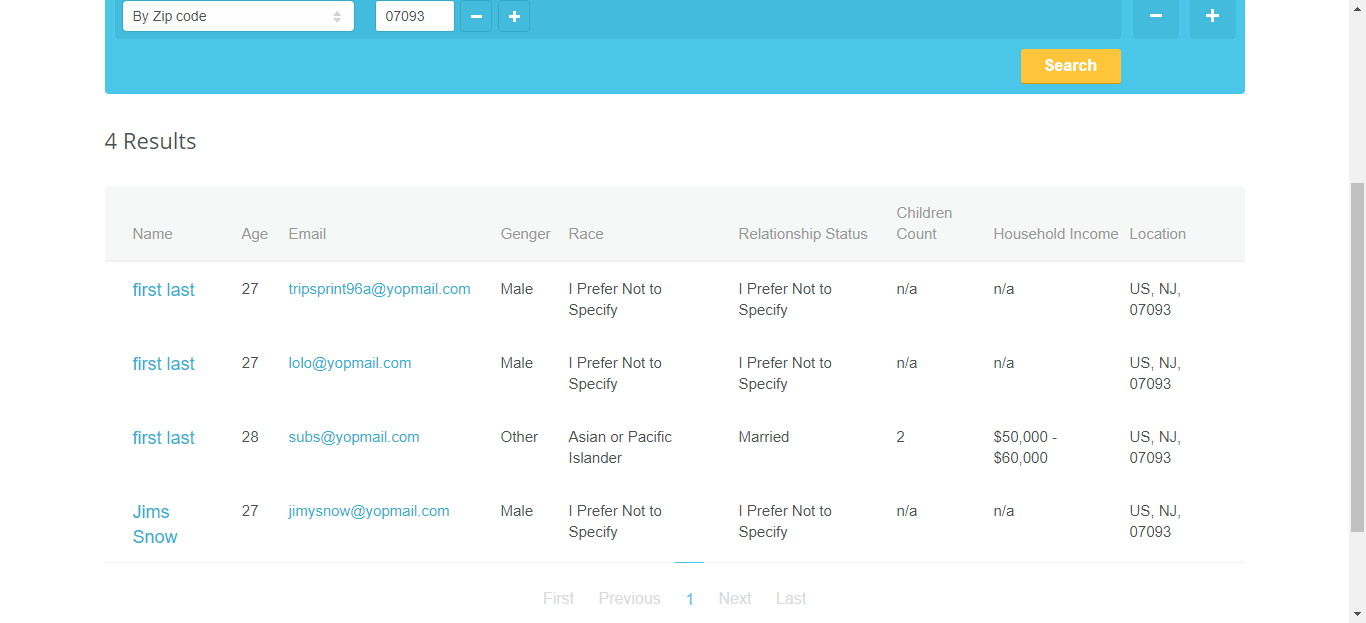 By Zip code 07093
Search
4 Results
Children
Name Age Email Genger Race Relationship Status Count Household Income Location
first last 27 tripsprint96a@yopmail.com Male I Prefer Not to I Prefer Not to n/a n/a US, NJ,
Specify Specify 07093
first last 27 lolo@yopmail.com Male I Prefer Not to I Prefer Not to n/a n/a US, NJ,
Specify Specify 07093
first last 28 subs@yopmail.com Other Asian or Pacific Married 2 $50,000 - US, NJ,
Islander $60,000 07093
Jims 27 jimysnow@yopmail.com Male I Prefer Not to I Prefer Not to n/a n/a US, NJ,
Snow Specify Specify 07093
First Previous 1 Next Last